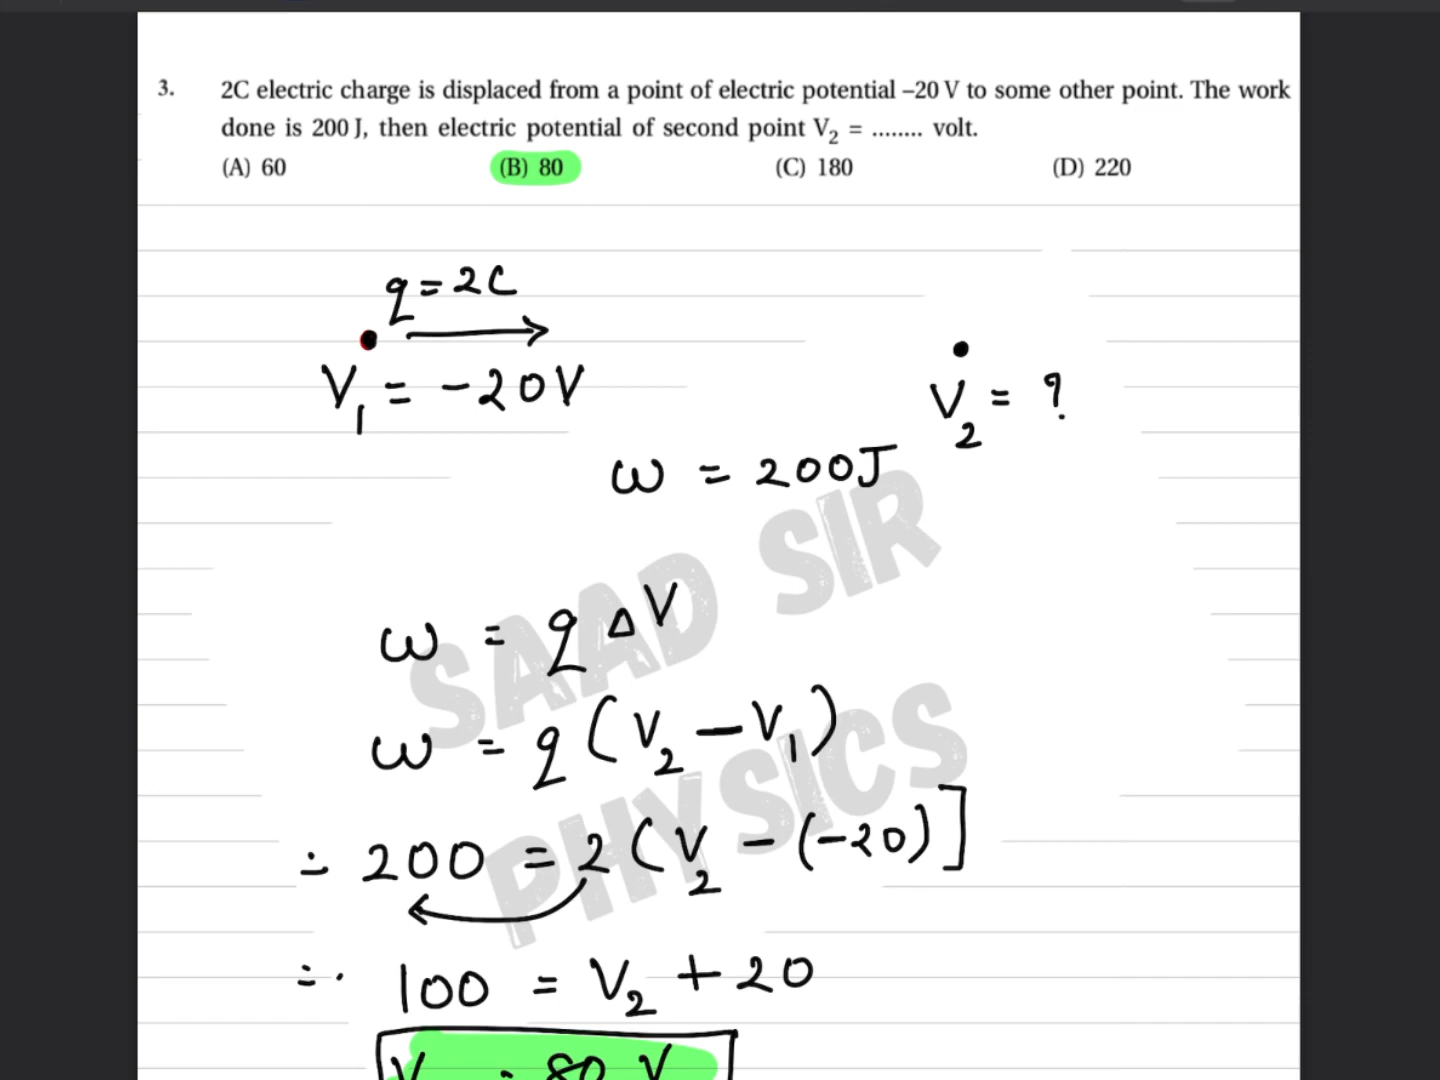 3. 2C electric charge is displaced from a point of electric potential –20 V to some other point. The work
done is 200 J, then electric potential of second point V₂ = ........ volt.
(A) 60 (B) 80 (C) 180 (D) 220
q = 2C
V₁ = -20V
V₂ = ?
W = 200J
SAAD SIR
PHYSICS
W = q ΔV
W = q (V₂ - V₁)
∴ 200 = 2 (V₂ - (-20)]
∴ 100 = V₂ + 20
80 V